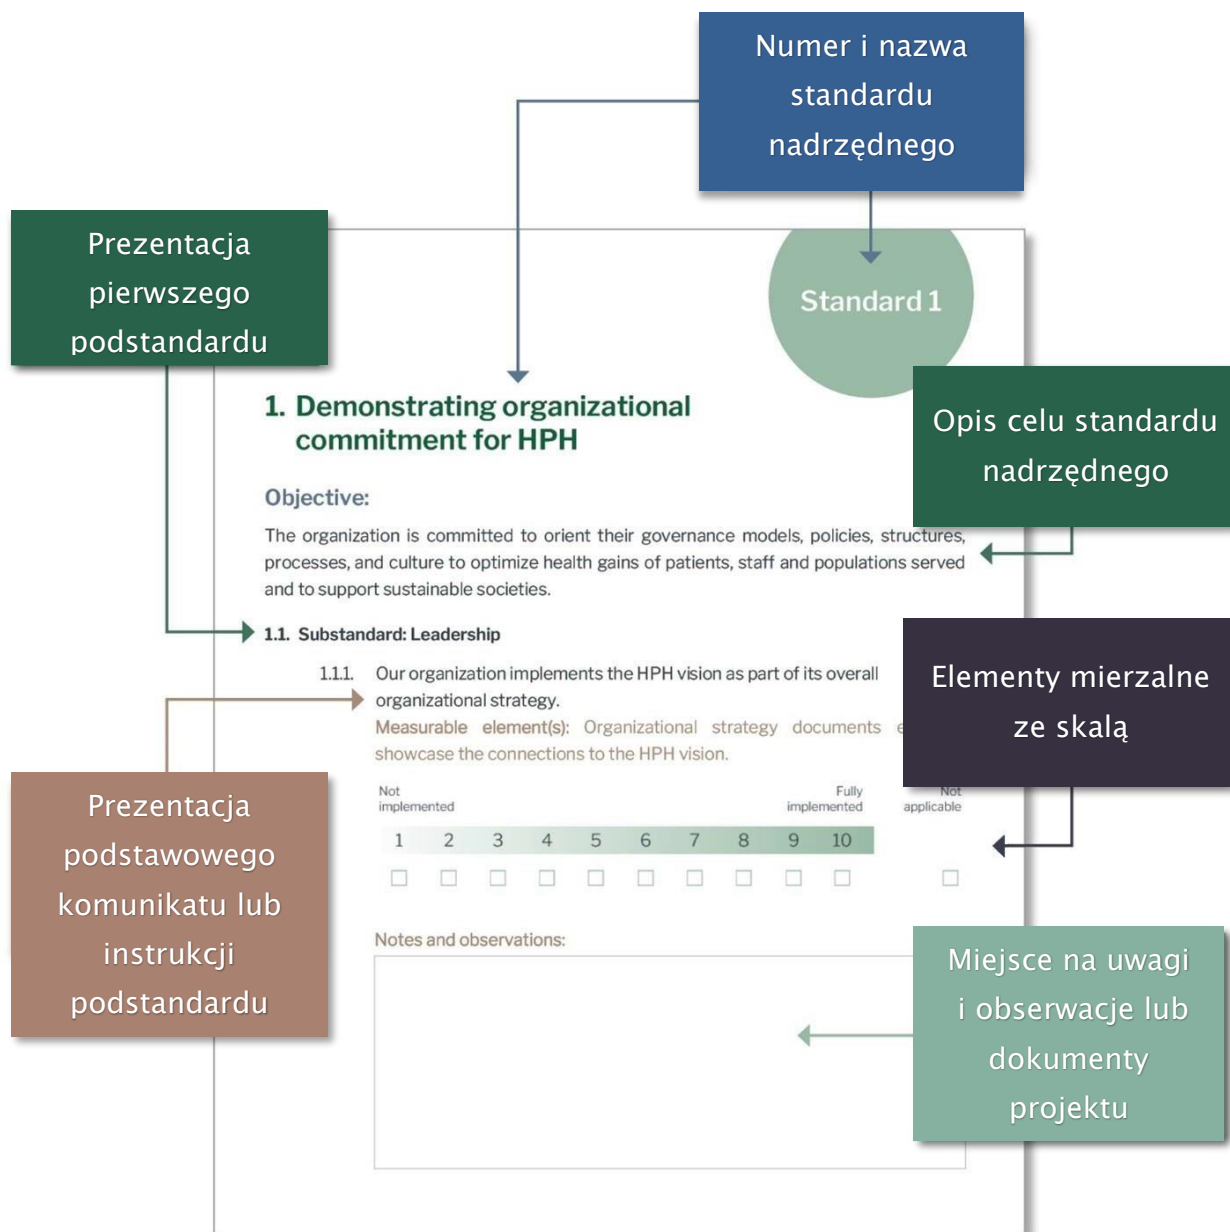 Numer i nazwa
standardu
nadrzędnego
Prezentacja
pierwszego
podstandardu
Standard 1
1. Demonstrating organizational
commitment for HPH
Opis celu standardu
nadrzędnego
Objective:
The organization is committed to orient their governance models, policies, structures,
processes, and culture to optimize health gains of patients, staff and populations served
and to support sustainable societies.
1.1. Substandard: Leadership
1.1.1. Our organization implements the HPH vision as part of its overall
organizational strategy.
Measurable element(s): Organizational strategy documents
showcase the connections to the HPH vision.
Elementy mierzalne
ze skalą
Prezentacja
podstawowego
komunikatu lub
instrukcji
podstandardu
Not
implemented
Fully
implemented
Not
applicable
1 2 3 4 5 6 7 8 9 10
Notes and observations:
Miejsce na uwagi
i obserwacje lub
dokumenty
projektu